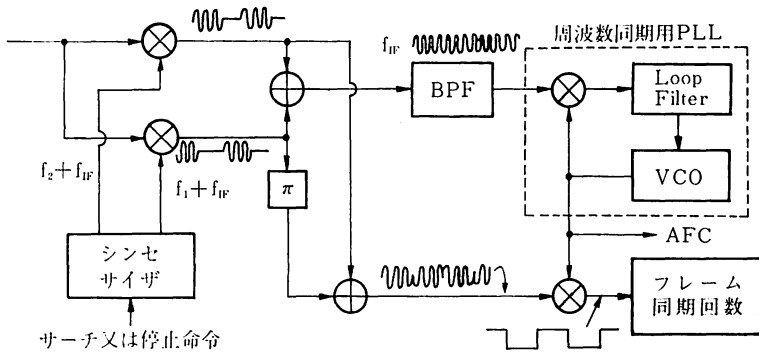 周波数同期用PLL
f_IF
BPF
Loop
Filter
VCO
f₂+f_IF
f₁+f_IF
π
AFC
シンセ
サイザ
フレーム
同期回数
サーチ又は停止命令